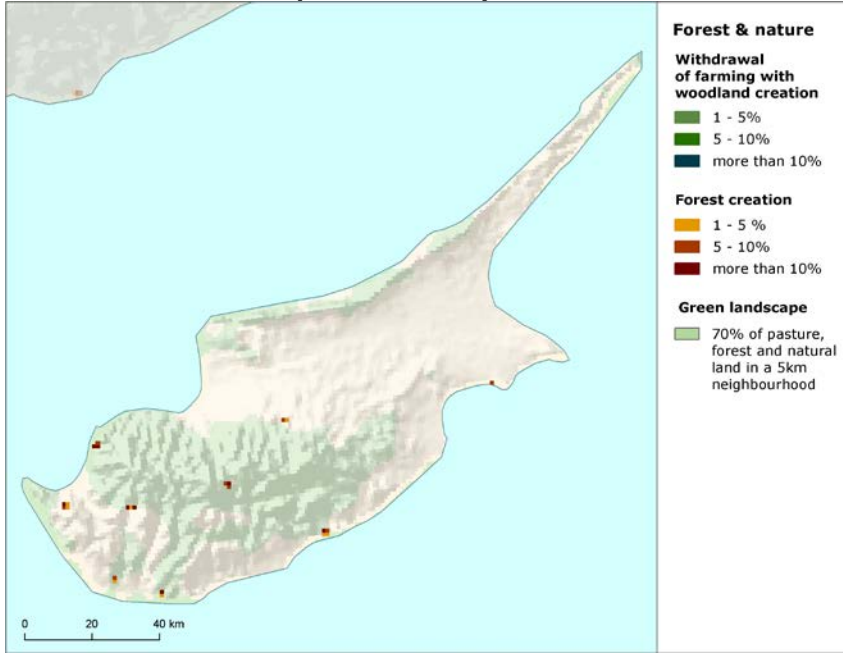 Forest & nature
Withdrawal
of farming with
woodland creation
1 - 5%
5 - 10%
more than 10%
Forest creation
1 - 5 %
5 - 10%
more than 10%
Green landscape
70% of pasture,
forest and natural
land in a 5km
neighbourhood
0 20 40 km